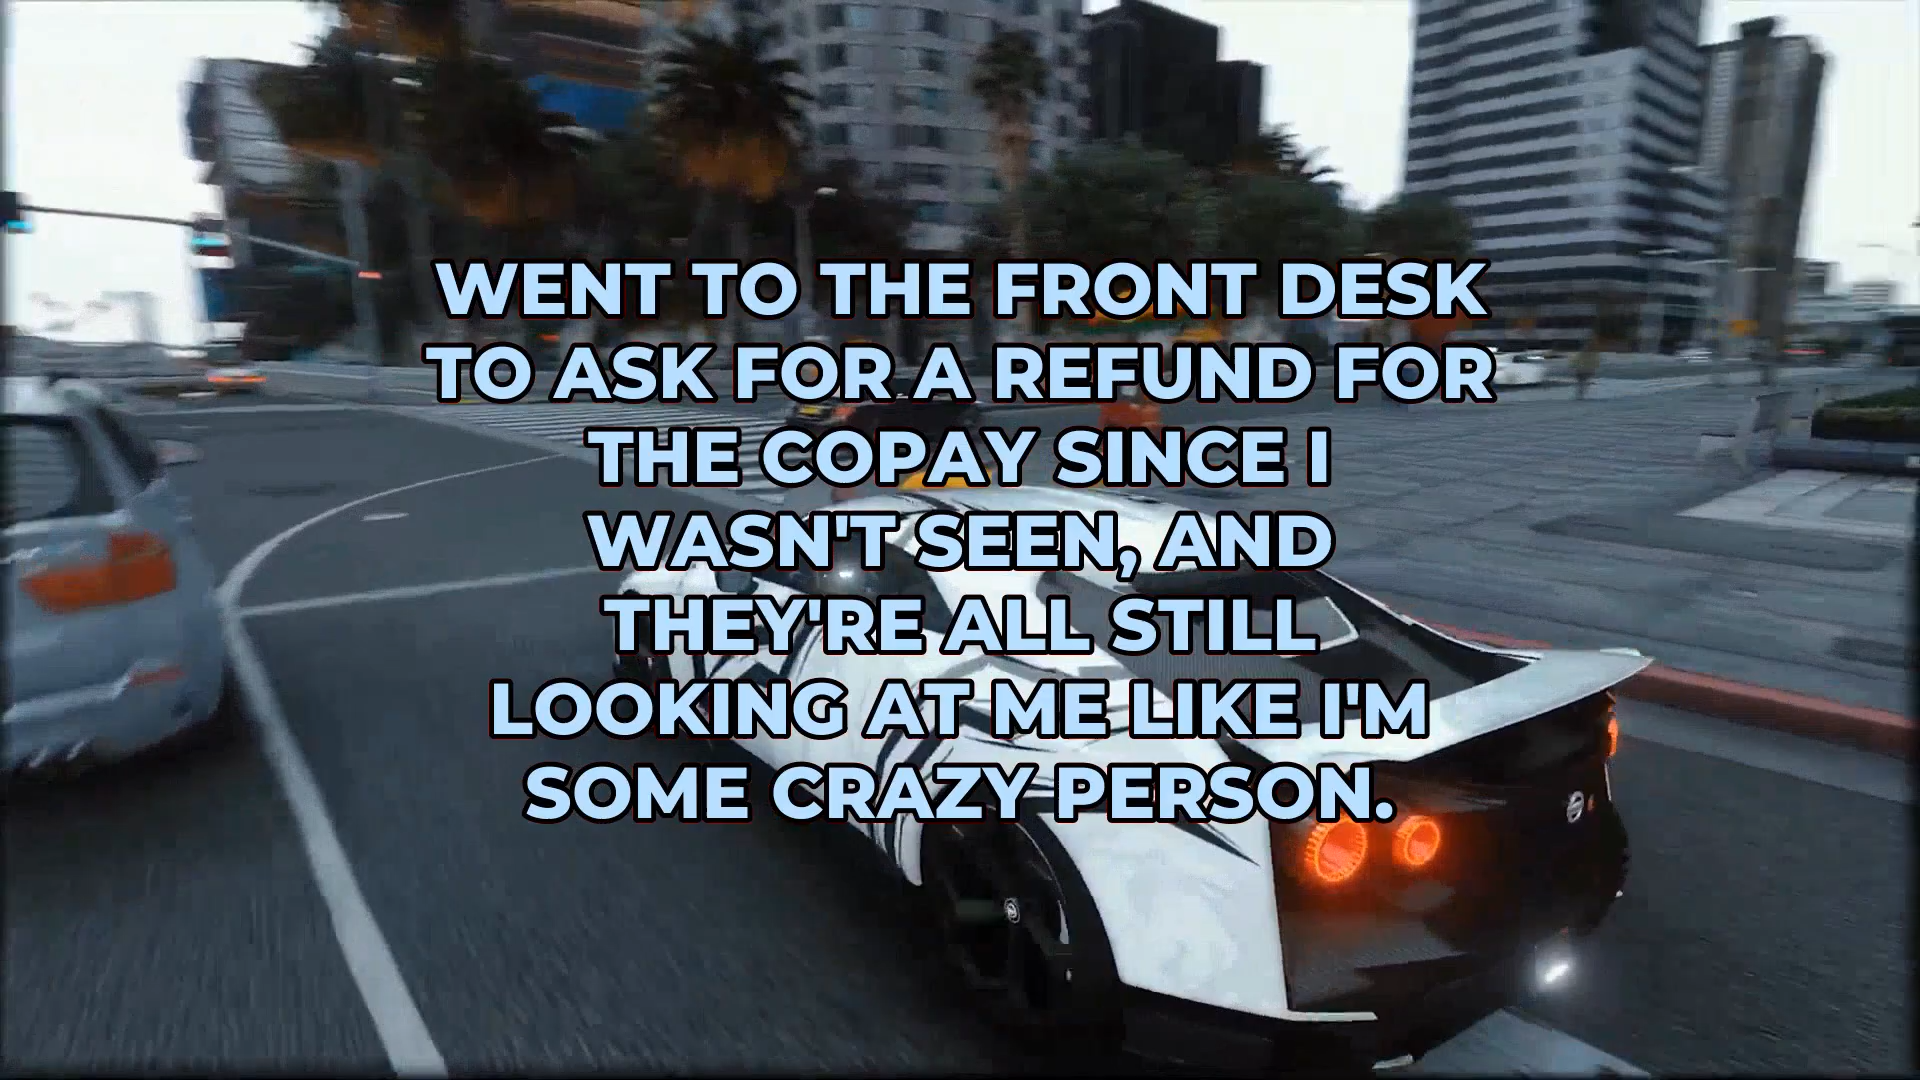 WENT TO THE FRONT DESK
TO ASK FOR A REFUND FOR
THE COPAY SINCE I
WASN'T SEEN, AND
THEY'RE ALL STILL
LOOKING AT ME LIKE I'M
SOME CRAZY PERSON.